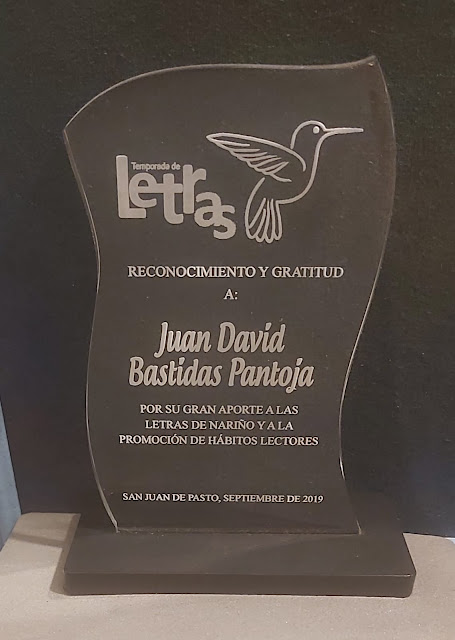 Temporada de
Letras
RECONOCIMIENTO Y GRATITUD
A:
Juan David
Bastidas Pantoja
POR SU GRAN APORTE A LAS
LETRAS DE NARIÑO Y A LA
PROMOCIÓN DE HÁBITOS LECTORES
SAN JUAN DE PASTO, SEPTIEMBRE DE 2019